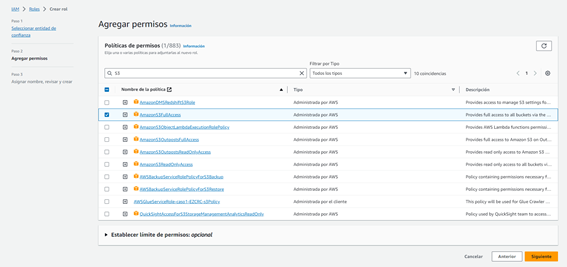 IAM > Roles > Crear rol
Paso 1
Seleccionar entidad de confianza
Paso 2
Agregar permisos
Paso 3
Asignar nombre, revisar y crear
Agregar permisos Información
Políticas de permisos (1/883) Información
Elija una o varias políticas para adjuntarlas al nuevo rol.
Filtrar por Tipo
S3
Todos los tipos
10 coincidencias
1
Nombre de la política
Tipo
Descripción
AmazonDMSRedshiftS3Role
Administrada por AWS
Provides access to manage S3 settings fo...
AmazonS3FullAccess
Administrada por AWS
Provides full access to all buckets via the ...
AmazonS3ObjectLambdaExecutionRolePolicy
Administrada por AWS
Provides AWS Lambda functions permissi...
AmazonS3OutpostsFullAccess
Administrada por AWS
Provides full access to Amazon S3 on Out...
AmazonS3OutpostsReadOnlyAccess
Administrada por AWS
Provides read only access to Amazon S3 o...
AmazonS3ReadOnlyAccess
Administrada por AWS
Provides read only access to all buckets vi...
AWSBackupServiceRolePolicyForS3Backup
Administrada por AWS
Policy containing permissions necessary f...
AWSBackupServiceRolePolicyForS3Restore
Administrada por AWS
Policy containing permissions necessary f...
Administrada por el cliente
This policy will be used for Glue Crawler ...
QuickSightAccessForS3StorageManagementAnalyticsReadOnly
Administrada por AWS
Policy used by QuickSight team to access...
Establecer límite de permisos: opcional
Cancelar
Anterior
Siguiente